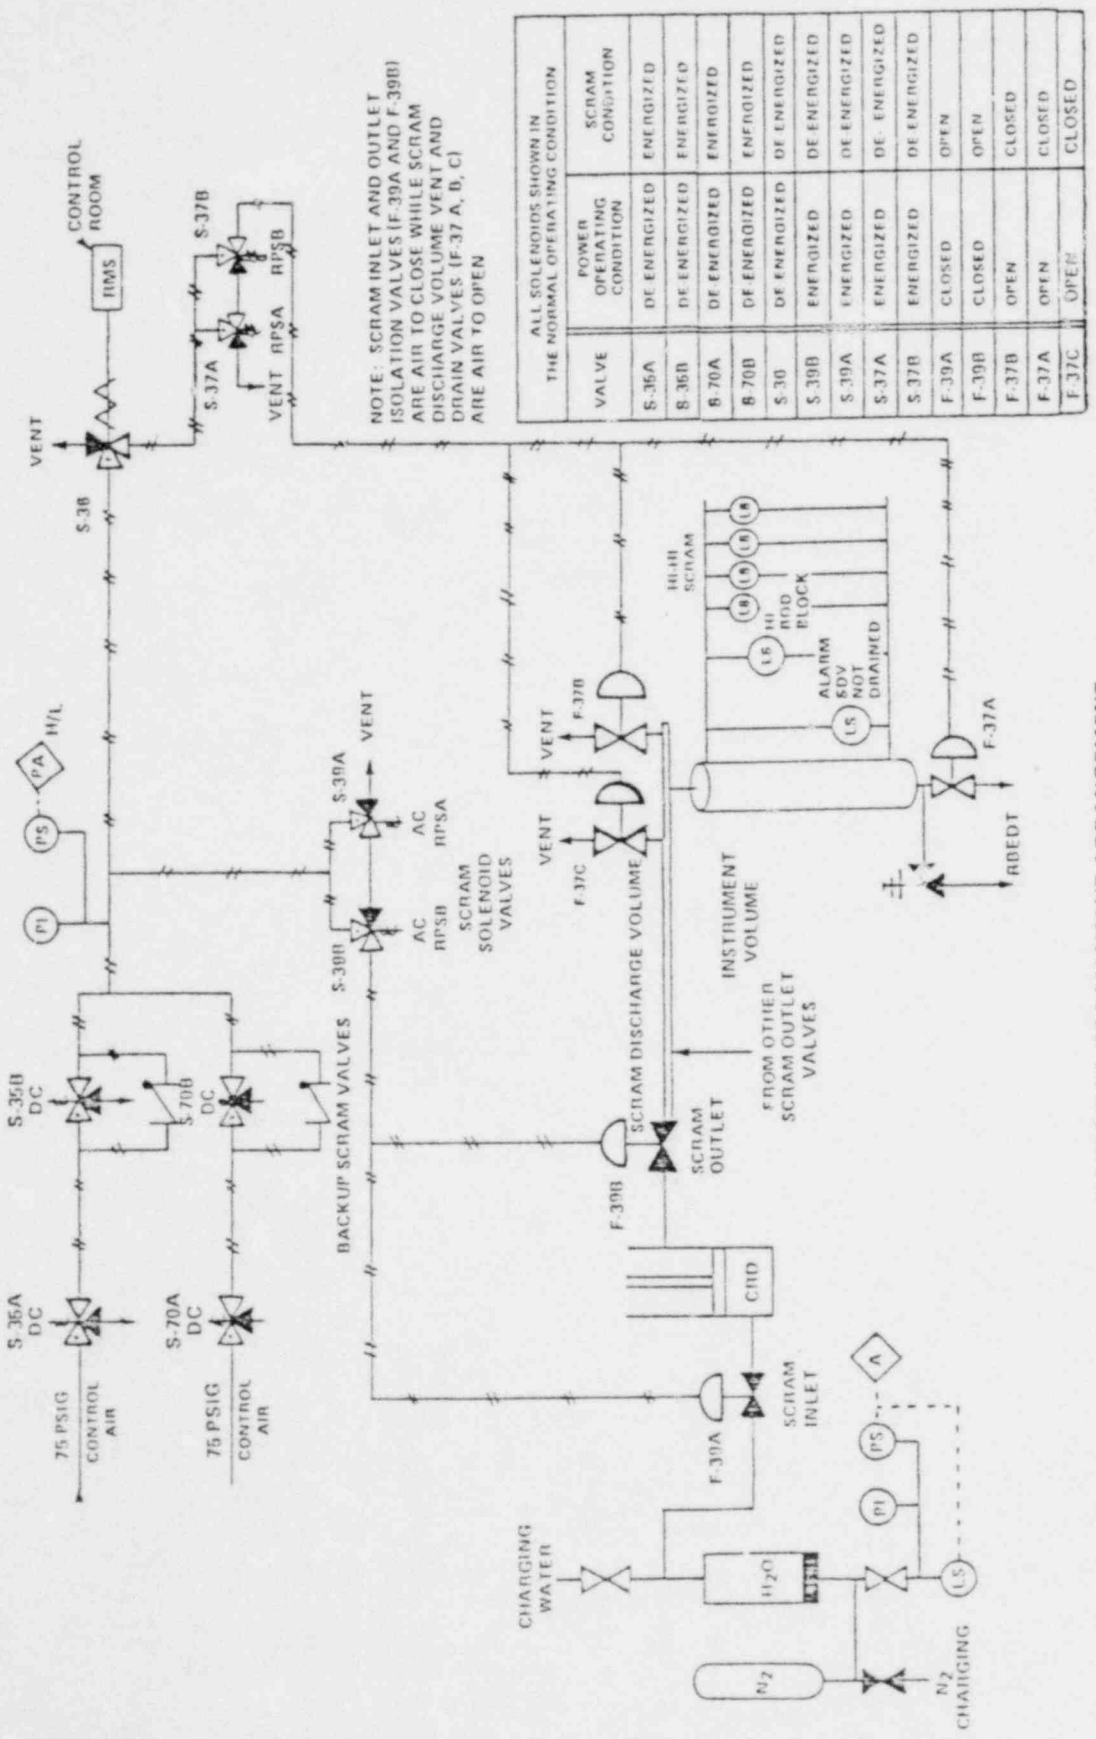 75 PSIG
CONTROL
AIR
75 PSIG
CONTROL
AIR
S-35A
DC
S-70A
DC
S-35B
DC
S-70B
DC
BACKUP SCRAM VALVES
PI
PS
PA
H/L
S-38
VENT
RMS
CONTROL
ROOM
S-37A
S-37B
VENT
RPSA
RPSB
S-39B
S-39A
VENT
AC
RPSB
AC
RPSA
SCRAM
SOLENOID
VALVES
NOTE: SCRAM INLET AND OUTLET
ISOLATION VALVES (F-39A AND F-39B)
ARE AIR TO CLOSE WHILE SCRAM
DISCHARGE VOLUME VENT AND
DRAIN VALVES (F-37 A, B, C)
ARE AIR TO OPEN
CHARGING
WATER
H2O
N2
N2
CHARGING
LS
PI
PS
A
F-39A
SCRAM
INLET
CRD
F-39B
SCRAM
OUTLET
SCRAM DISCHARGE VOLUME
FROM OTHER
SCRAM OUTLET
VALVES
INSTRUMENT
VOLUME
VENT
F-37C
VENT
F-37B
LS
ALARM
SDV
NOT
DRAINED
LS
HI
ROD
BLOCK
HI-HI
SCRAM
LS
LS
LS
LS
F-37A
RBEDT
ALL SOLENOIDS SHOWN IN
THE NORMAL OPERATING CONDITION
VALVE POWER OPERATING CONDITION SCRAM CONDITION
S-35A DE-ENERGIZED ENERGIZED
S-35B DE-ENERGIZED ENERGIZED
S-70A DE-ENERGIZED ENERGIZED
S-70B DE-ENERGIZED ENERGIZED
S-38 DE-ENERGIZED DE-ENERGIZED
S-39B ENERGIZED DE-ENERGIZED
S-39A ENERGIZED DE-ENERGIZED
S-37A ENERGIZED DE-ENERGIZED
S-37B ENERGIZED DE-ENERGIZED
F-39A CLOSED OPEN
F-39B CLOSED OPEN
F-37B OPEN CLOSED
F-37A OPEN CLOSED
F-37C OPEN CLOSED